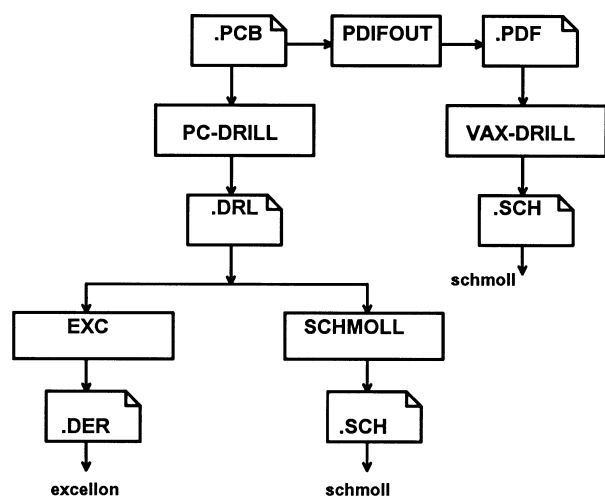 .PCB
PDIFOUT
.PDF
PC-DRILL
VAX-DRILL
.DRL
.SCH
schmoll
EXC
SCHMOLL
.DER
.SCH
excellon
schmoll